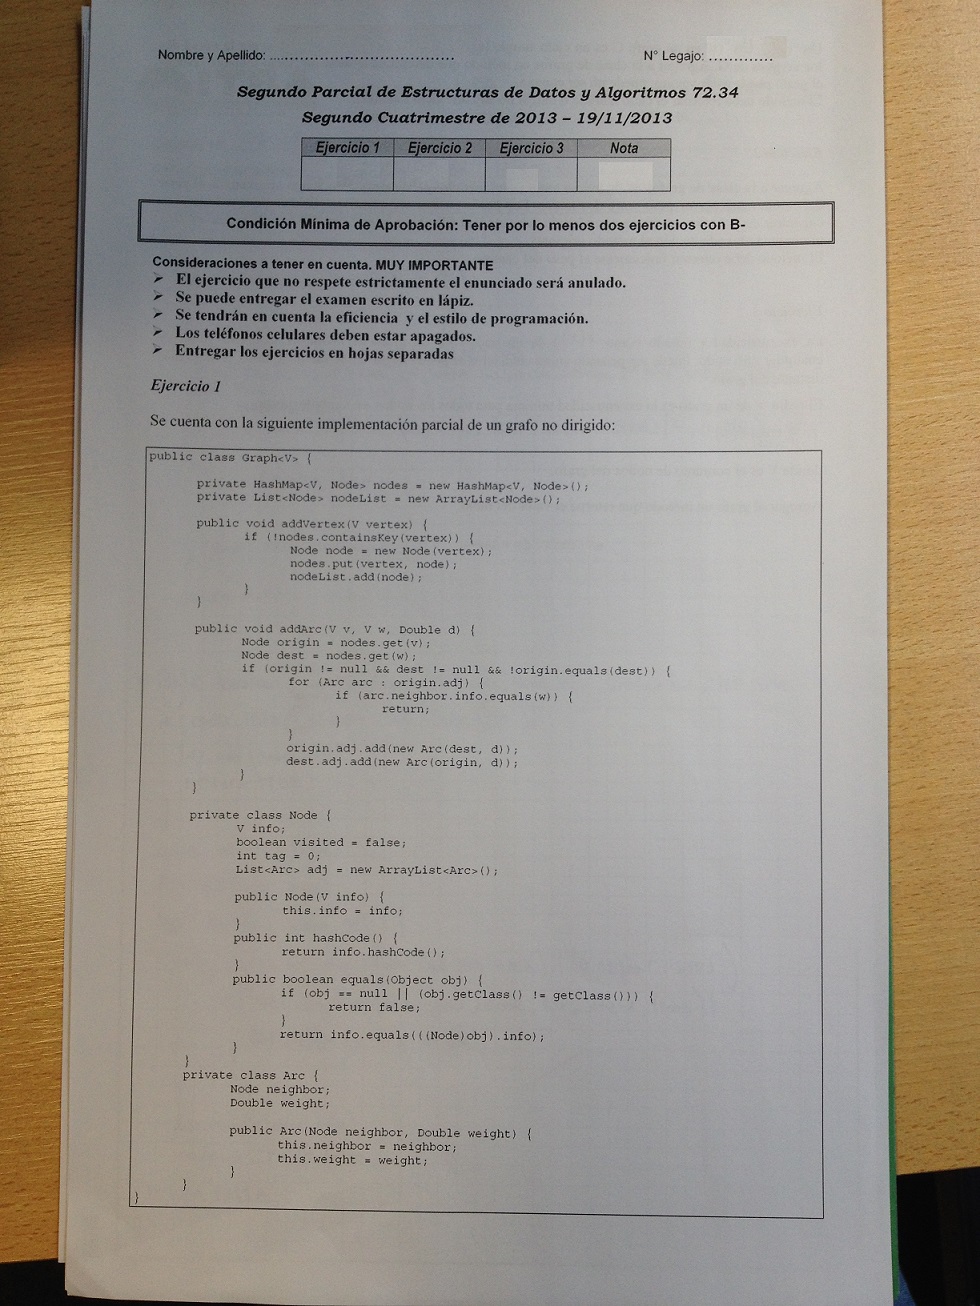 Nombre y Apellido: ........................................ N° Legajo: .............
Segundo Parcial de Estructuras de Datos y Algoritmos 72.34
Segundo Cuatrimestre de 2013 – 19/11/2013
Ejercicio 1 Ejercicio 2 Ejercicio 3 Nota
Condición Mínima de Aprobación: Tener por lo menos dos ejercicios con B-
Consideraciones a tener en cuenta. MUY IMPORTANTE
➢ El ejercicio que no respete estrictamente el enunciado será anulado.
➢ Se puede entregar el examen escrito en lápiz.
➢ Se tendrán en cuenta la eficiencia y el estilo de programación.
➢ Los teléfonos celulares deben estar apagados.
➢ Entregar los ejercicios en hojas separadas
Ejercicio 1
Se cuenta con la siguiente implementación parcial de un grafo no dirigido:
public class Graph<V> {
private HashMap<V, Node> nodes = new HashMap<V, Node>();
private List<Node> nodeList = new ArrayList<Node>();
public void addVertex(V vertex) {
if (!nodes.containsKey(vertex)) {
Node node = new Node(vertex);
nodes.put(vertex, node);
nodeList.add(node);
}
}
public void addArc(V v, V w, Double d) {
Node origin = nodes.get(v);
Node dest = nodes.get(w);
if (origin != null && dest != null && !origin.equals(dest)) {
for (Arc arc : origin.adj) {
if (arc.neighbor.info.equals(w)) {
return;
}
}
origin.adj.add(new Arc(dest, d));
dest.adj.add(new Arc(origin, d));
}
}
private class Node {
V info;
boolean visited = false;
int tag = 0;
List<Arc> adj = new ArrayList<Arc>();
public Node(V info) {
this.info = info;
}
public int hashCode() {
return info.hashCode();
}
public boolean equals(Object obj) {
if (obj == null || (obj.getClass() != getClass())) {
return false;
}
return info.equals(((Node)obj).info);
}
}
private class Arc {
Node neighbor;
Double weight;
public Arc(Node neighbor, Double weight) {
this.neighbor = neighbor;
this.weight = weight;
}
}
}